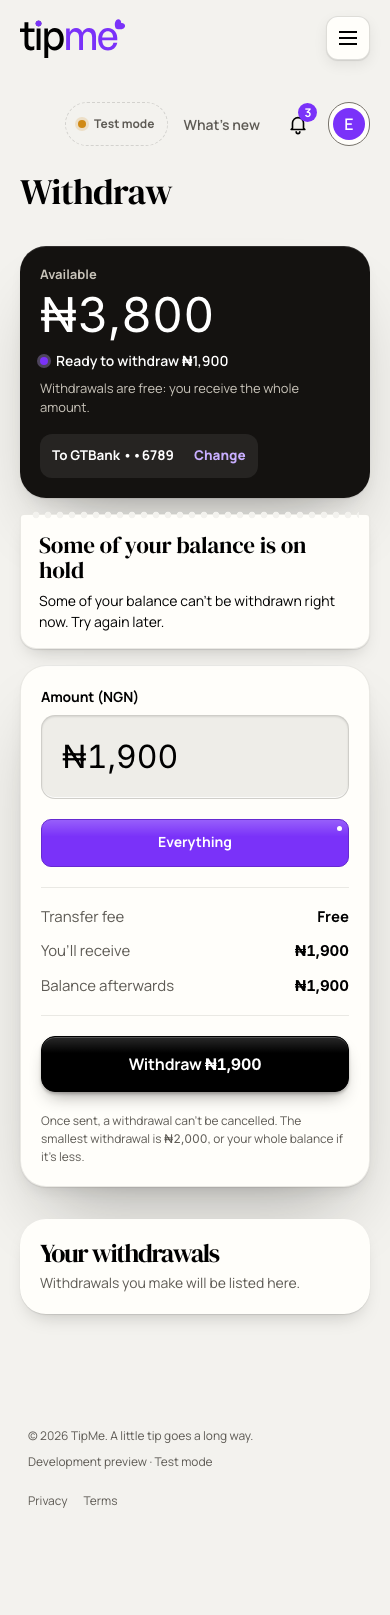 tipme
Test mode
What's new
3
E
Withdraw
Available
₦3,800
Ready to withdraw ₦1,900
Withdrawals are free: you receive the whole
amount.
To GTBank ••6789 Change
Some of your balance is on
hold
Some of your balance can't be withdrawn right
now. Try again later.
Amount (NGN)
₦1,900
Everything
Transfer fee Free
You'll receive ₦1,900
Balance afterwards ₦1,900
Withdraw ₦1,900
Once sent, a withdrawal can't be cancelled. The
smallest withdrawal is ₦2,000, or your whole balance if
it's less.
Your withdrawals
Withdrawals you make will be listed here.
© 2026 TipMe. A little tip goes a long way.
Development preview · Test mode
Privacy Terms